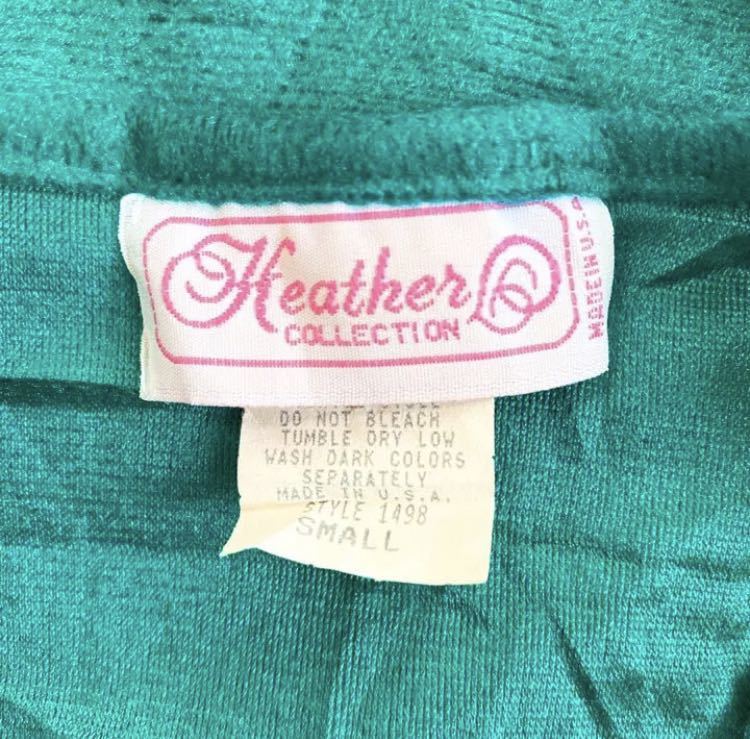 Heather
COLLECTION
MADE IN U.S.A.
DO NOT BLEACH
TUMBLE DRY LOW
WASH DARK COLORS
SEPARATELY
MADE IN U.S.A.
STYLE 1498
SMALL